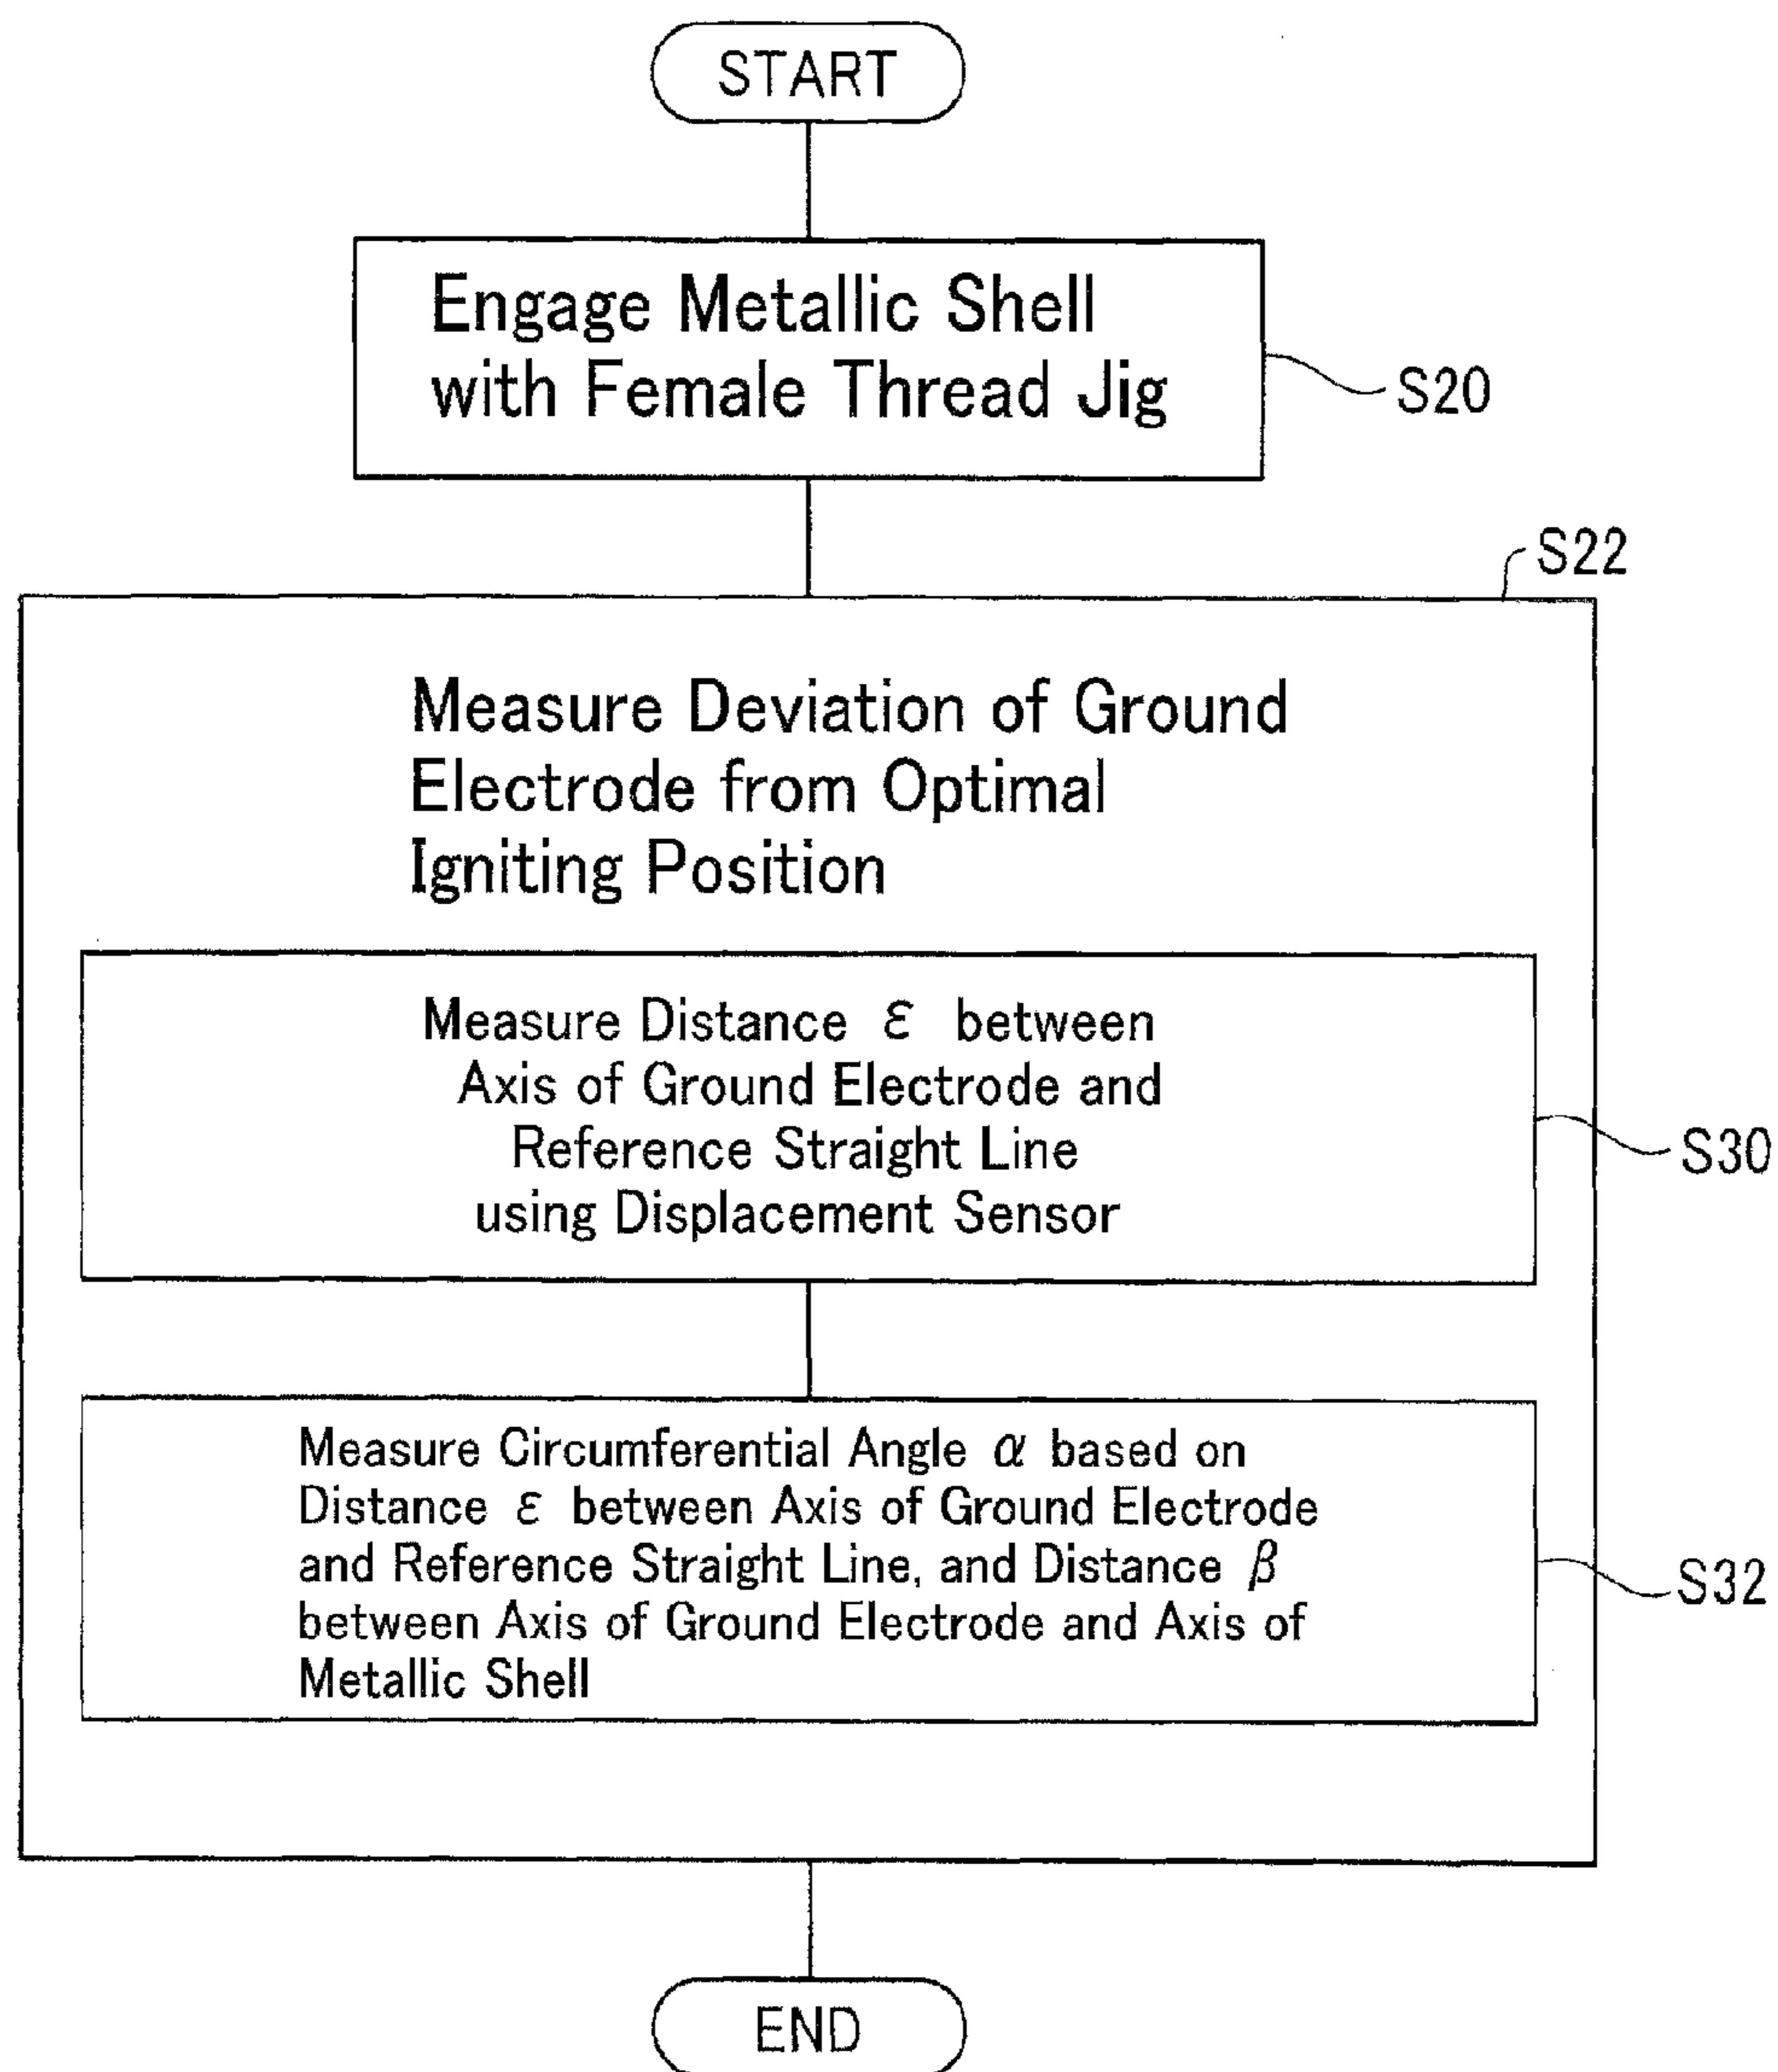 START
Engage Metallic Shell
with Female Thread Jig
S20
S22
Measure Deviation of Ground
Electrode from Optimal
Igniting Position
Measure Distance ε between
Axis of Ground Electrode and
Reference Straight Line
using Displacement Sensor
S30
Measure Circumferential Angle α based on
Distance ε between Axis of Ground Electrode
and Reference Straight Line, and Distance β
between Axis of Ground Electrode and Axis of
Metallic Shell
S32
END